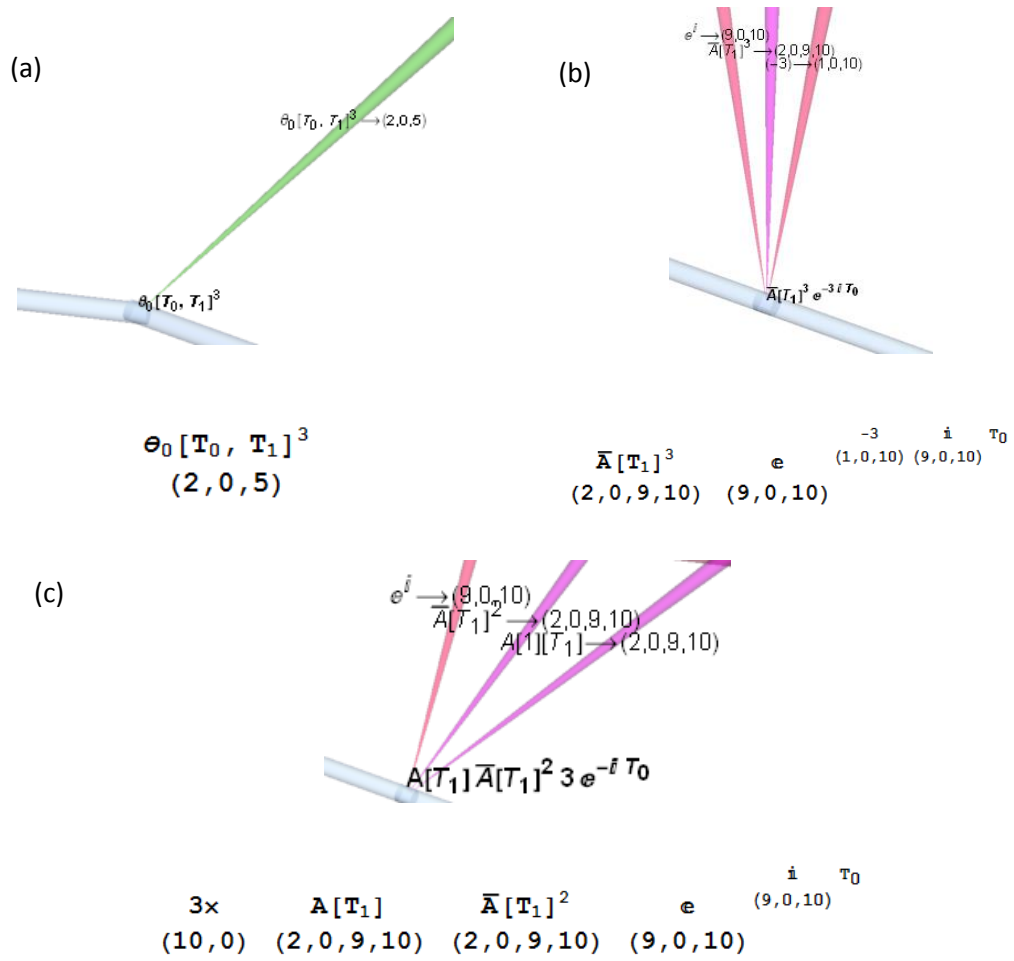 (a)
θ₀[T₀, T₁]³→(2,0,5)
θ₀[T₀, T₁]³
θ₀[T₀, T₁]³
(2,0,5)
(b)
eⁱ→(9,0,10)
A̅[T₁]³→(2,0,9,10)
(-3)→(1,0,10)
A̅[T₁]³ e^-3 i T₀
-3 i T₀
(1,0,10) (9,0,10)
A̅[T₁]³ e
(2,0,9,10) (9,0,10)
(c)
eⁱ→(9,0,10)
A̅[T₁]²→(2,0,9,10)
A[1][T₁]→(2,0,9,10)
A[T₁] A̅[T₁]² 3 e^-i T₀
i T₀
(9,0,10)
3× A[T₁] A̅[T₁]² e
(10,0) (2,0,9,10) (2,0,9,10) (9,0,10)